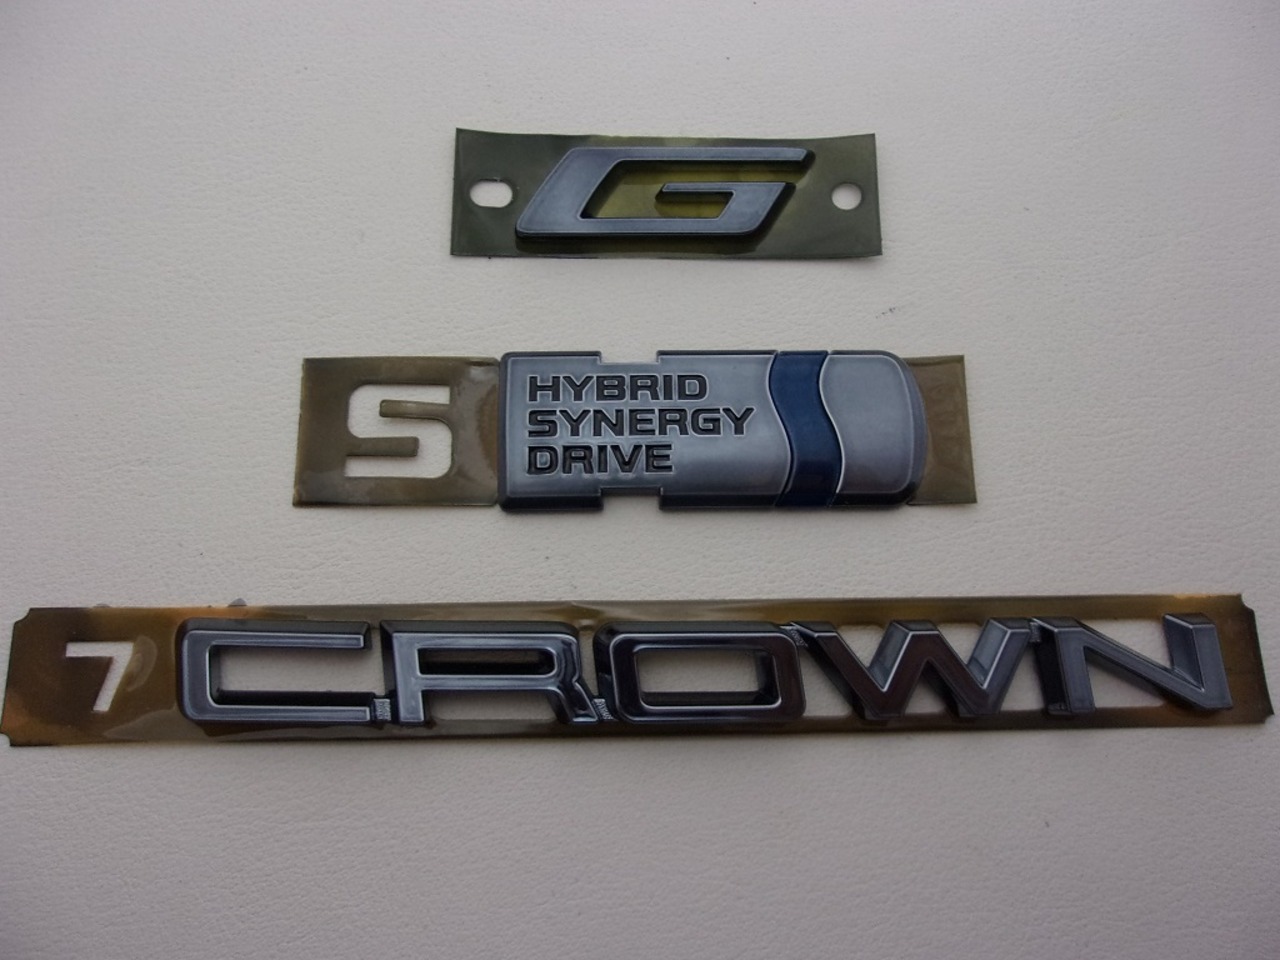 G
S HYBRID
SYNERGY
DRIVE
7 CROWN